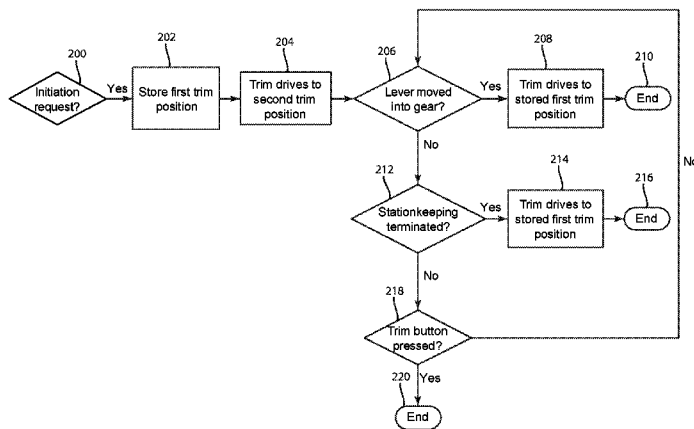 200
Initiation
request?
Yes
202
Store first trim
position
204
Trim drives to
second trim
position
206
Lever moved
into gear?
Yes
208
Trim drives to
stored first trim
position
210
End
No
212
Stationkeeping
terminated?
Yes
214
Trim drives to
stored first trim
position
216
End
No
218
Trim button
pressed?
No
Yes
220
End